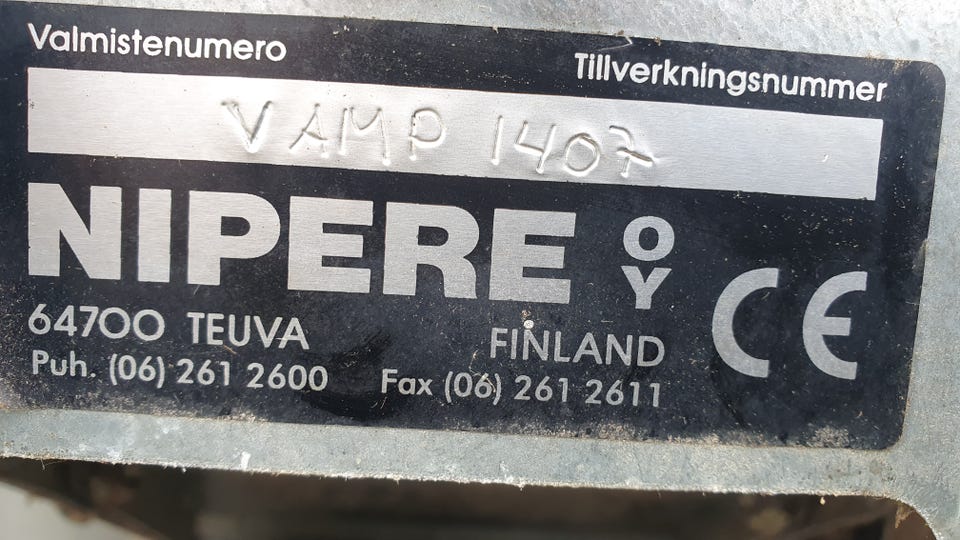 Valmistenumero Tillverkningsnummer
VAMP 1407
NIPERE OY
CE
64700 TEUVA FINLAND
Puh. (06) 261 2600 Fax (06) 261 2611